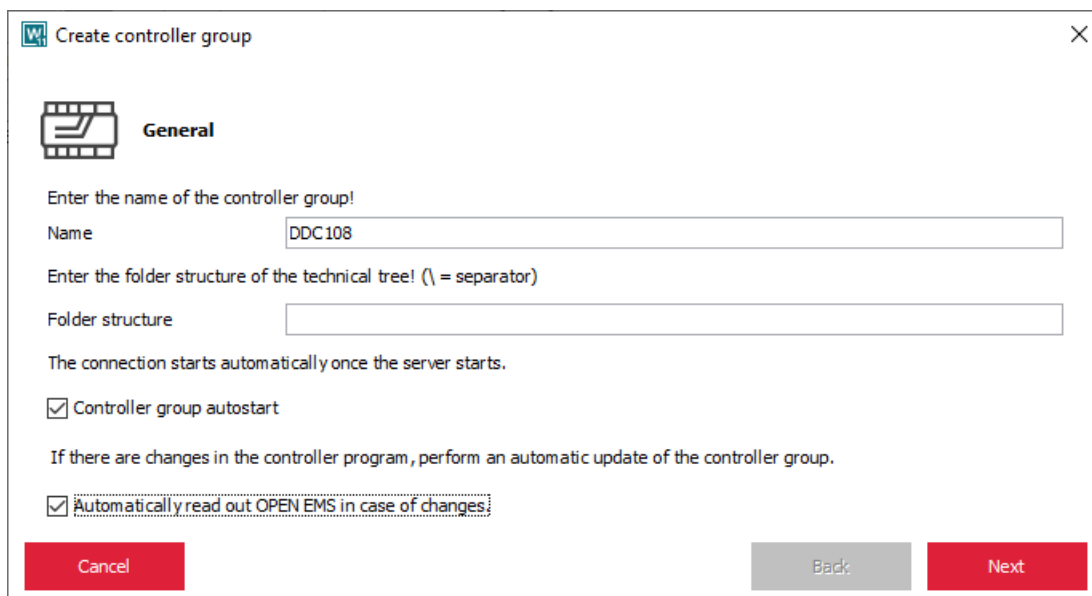 W 11 Create controller group
General
Enter the name of the controller group!
Name DDC108
Enter the folder structure of the technical tree! (\ = separator)
Folder structure
The connection starts automatically once the server starts.
Controller group autostart
If there are changes in the controller program, perform an automatic update of the controller group.
Automatically read out OPEN EMS in case of changes.
Cancel Back Next